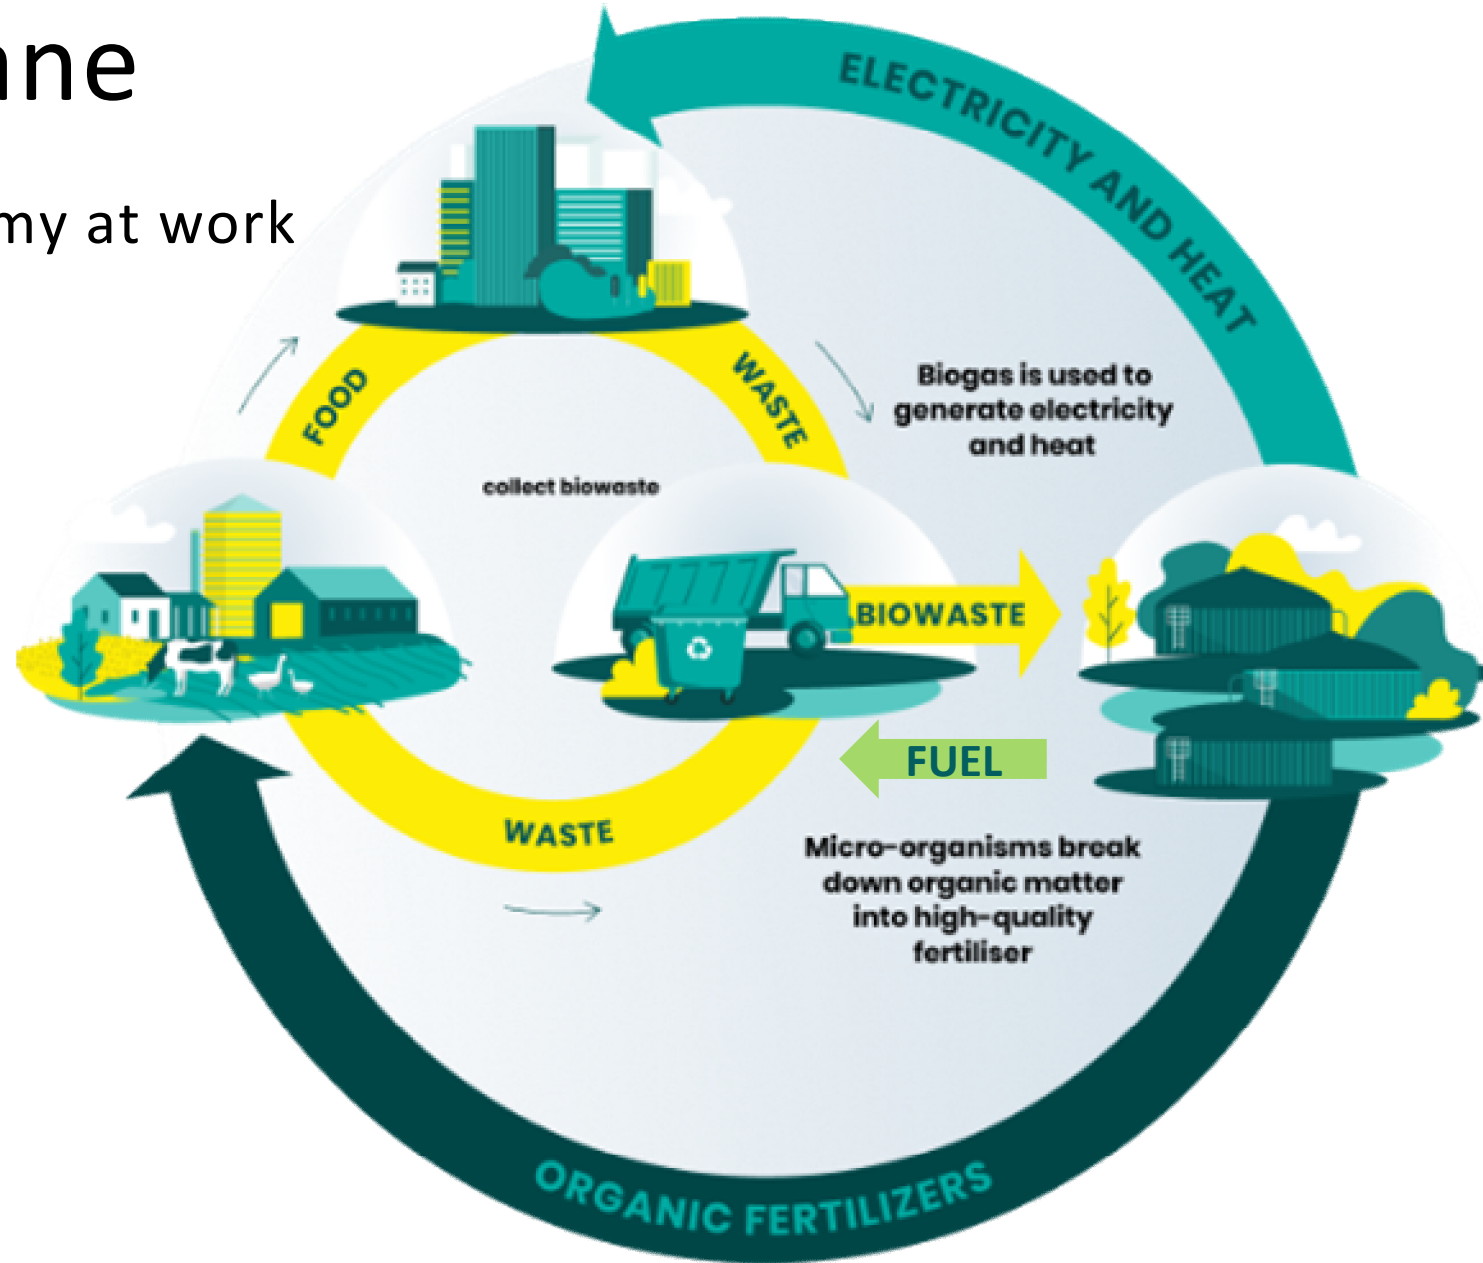 ane
my at work
ELECTRICITY AND HEAT
FOOD
WASTE
Biogas is used to
generate electricity
and heat
collect biowaste
BIOWASTE
FUEL
WASTE
Micro-organisms break
down organic matter
into high-quality
fertiliser
ORGANIC FERTILIZERS